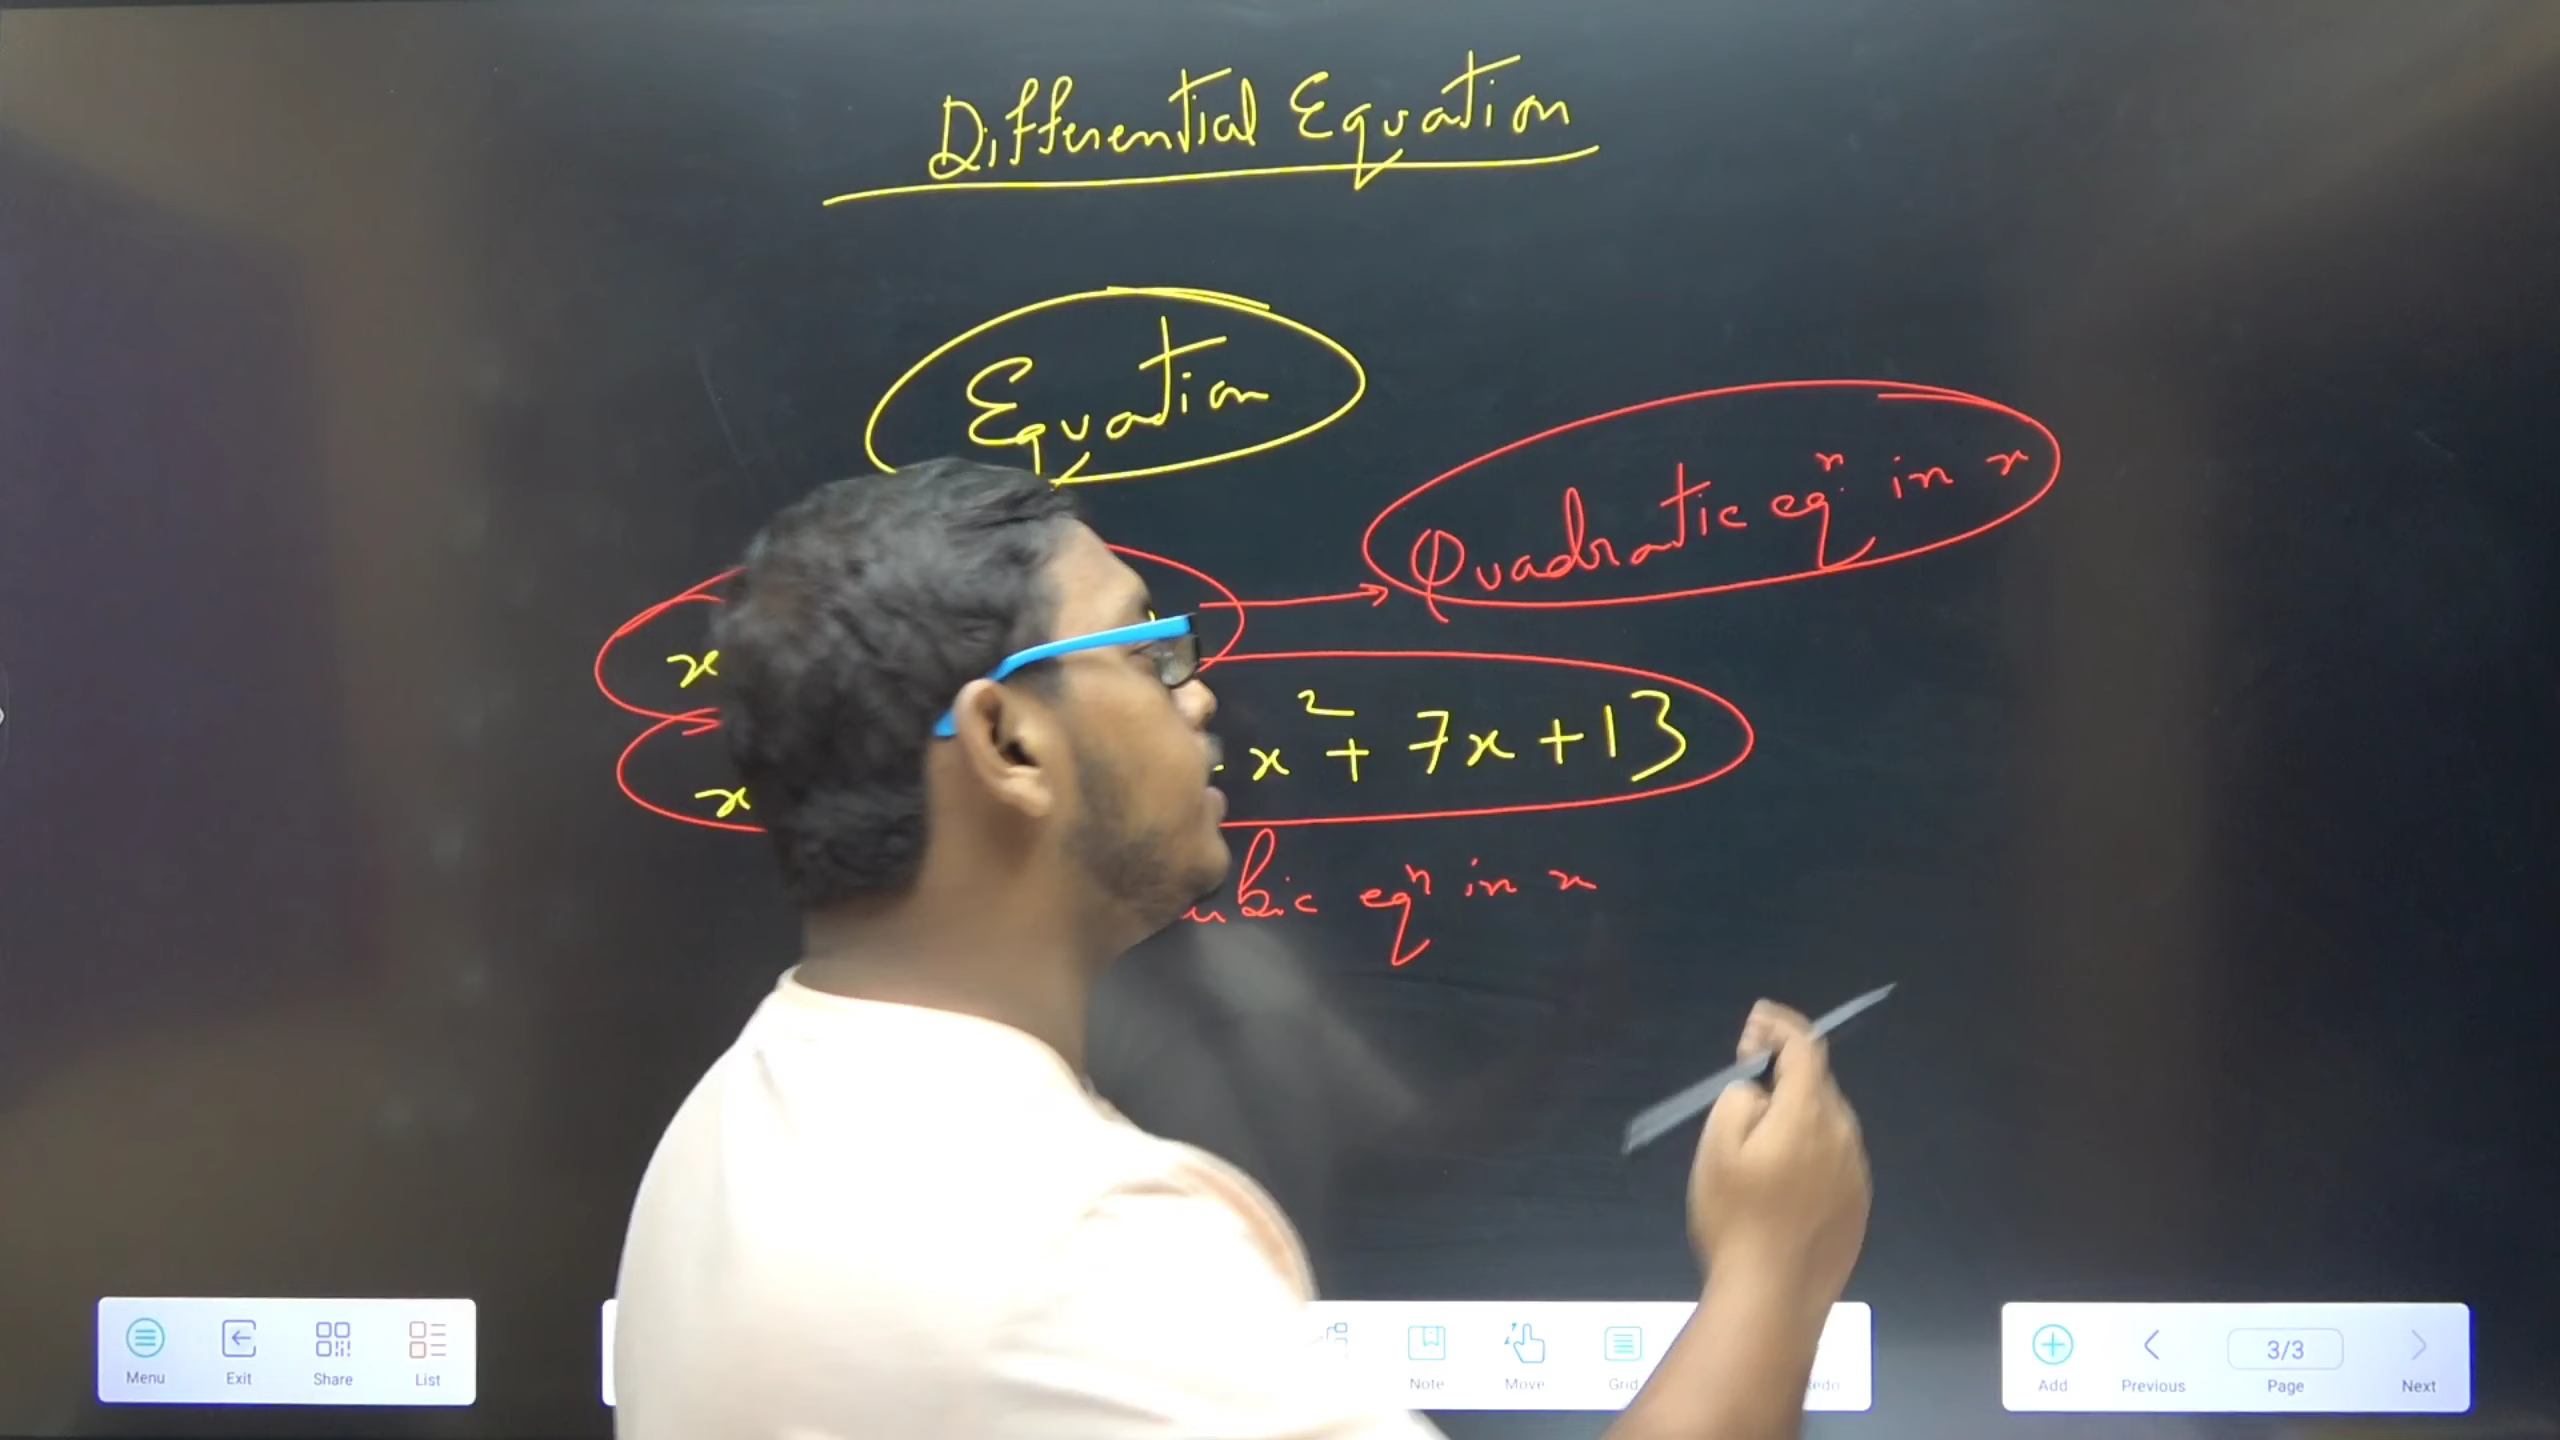 Differential Equation
Equation
Quadratic eqⁿ in x
x
x x² + 7x + 13
eqⁿ in x
Menu Exit Share List Note Move Grid Add Previous 3/3 Page Next